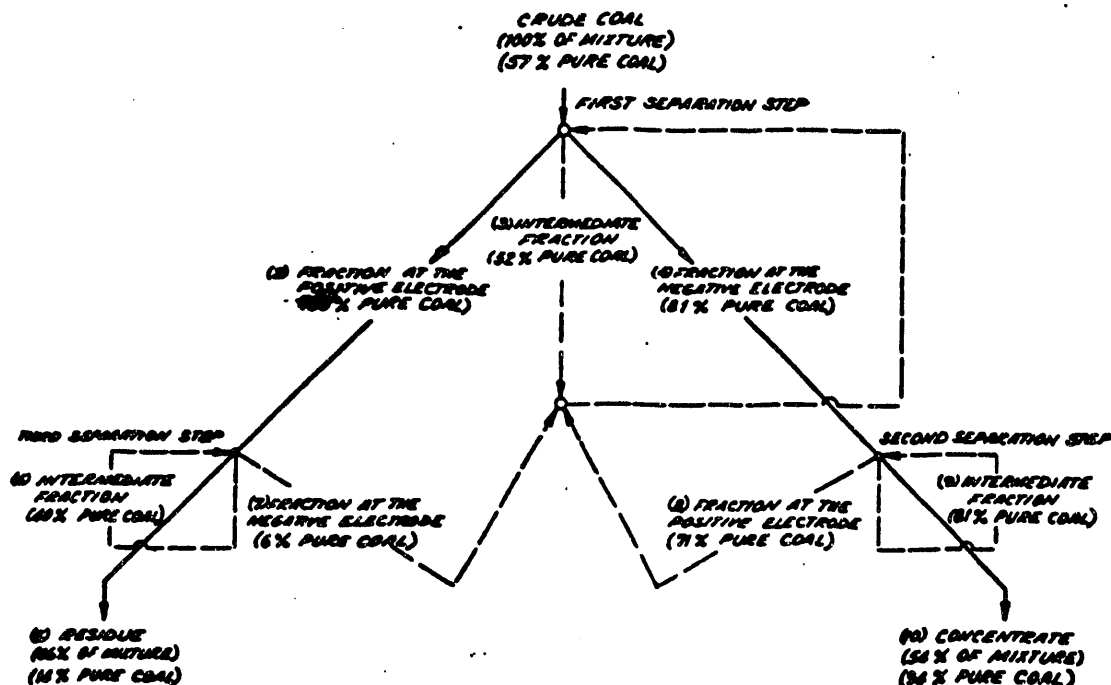 CRUDE COAL
(100% OF MIXTURE)
(57% PURE COAL)
FIRST SEPARATION STEP
(3) INTERMEDIATE
FRACTION
(52% PURE COAL)
FRACTION AT THE
POSITIVE ELECTRODE
% PURE COAL)
FRACTION AT THE
NEGATIVE ELECTRODE
(81% PURE COAL)
THIRD SEPARATION STEP
SECOND SEPARATION STEP
INTERMEDIATE
FRACTION
PURE COAL)
(7) FRACTION AT THE
NEGATIVE ELECTRODE
(6% PURE COAL)
FRACTION AT THE
POSITIVE ELECTRODE
(71% PURE COAL)
(9) INTERMEDIATE
FRACTION
(81% PURE COAL)
RESIDUE
OF MIXTURE)
PURE COAL)
(10) CONCENTRATE
OF MIXTURE)
PURE COAL)